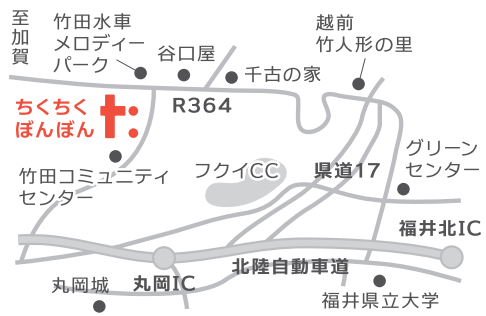 至加賀
竹田水車
メロディー
パーク
谷口屋
千古の家
越前
竹人形の里
R364
ちくちく
ぼんぼん
竹田コミュニティ
センター
フクイCC
県道17
グリーン
センター
福井北IC
北陸自動車道
丸岡城
丸岡IC
福井県立大学